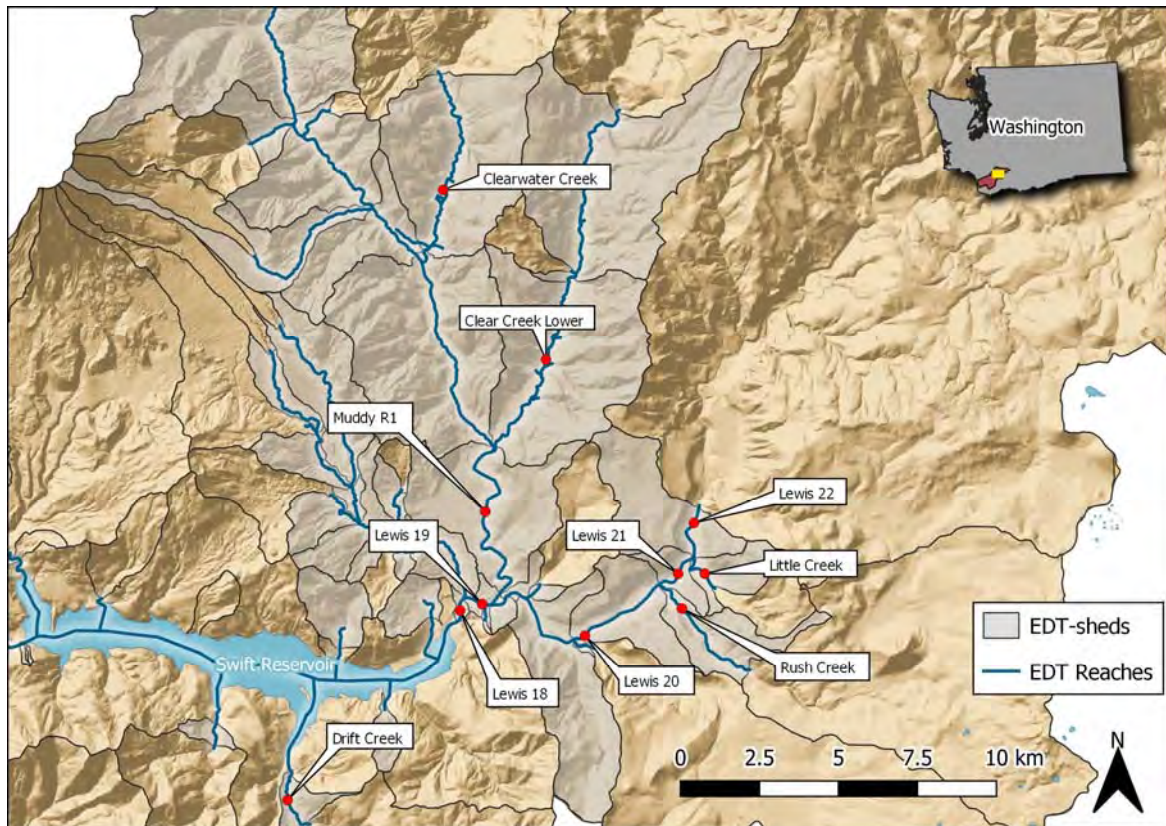 Washington
Clearwater Creek
Clear Creek Lower
Muddy R1
Lewis 22
Lewis 19
Lewis 21
Little Creek
EDT-sheds
Swift Reservoir
Rush Creek
EDT Reaches
Lewis 18
Lewis 20
Drift Creek
N
0 2.5 5 7.5 10 km